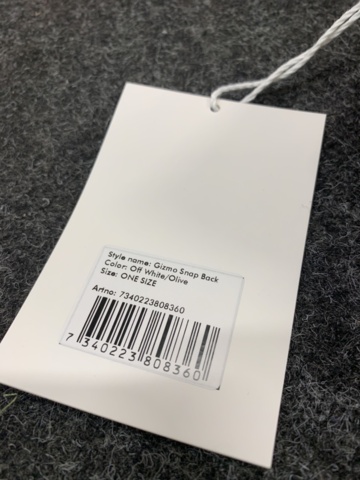 Style name: Gizmo Snap Back
Color: Off White/Olive
Size: ONE SIZE
Artno: 7340223808360
7 340223 808360